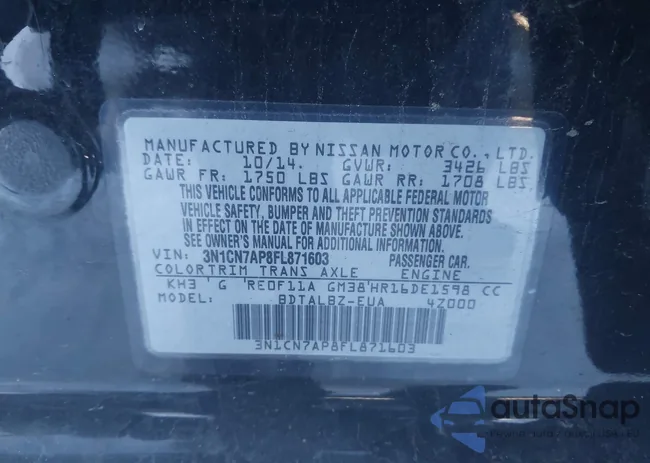 MANUFACTURED BY NISSAN MOTOR CO., LTD.
DATE: 10/14. GVWR: 3426 LBS
GAWR FR: 1750 LBS GAWR RR: 1708 LBS
THIS VEHICLE CONFORMS TO ALL APPLICABLE FEDERAL MOTOR
VEHICLE SAFETY, BUMPER AND THEFT PREVENTION STANDARDS
IN EFFECT ON THE DATE OF MANUFACTURE SHOWN ABOVE.
SEE OWNER'S MANUAL FOR ADDITIONAL INFORMATION.
VIN: 3N1CN7AP8FL871603 PASSENGER CAR.
COLORTRIM TRANS AXLE ENGINE
KH3 ' G 'RE0F11A GM38'HR16DE1598 CC
MODEL: BDTALBZ-EUA 4Z000
3N1CN7AP8FL871603
autaSnap